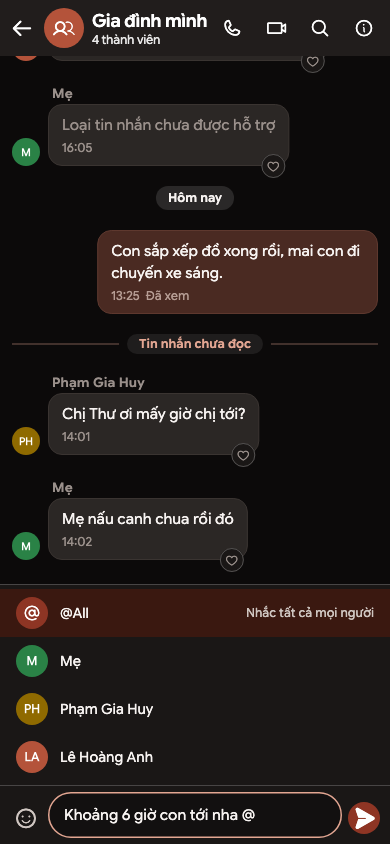 Gia đình mình
4 thành viên
Mẹ
Loại tin nhắn chưa được hỗ trợ
16:05
M
Hôm nay
Con sắp xếp đồ xong rồi, mai con đi
chuyến xe sáng.
13:25 Đã xem
Tin nhắn chưa đọc
Phạm Gia Huy
Chị Thư ơi mấy giờ chị tới?
14:01
PH
Mẹ
Mẹ nấu canh chua rồi đó
14:02
M
@ @All Nhắc tất cả mọi người
M Mẹ
PH Phạm Gia Huy
LA Lê Hoàng Anh
Khoảng 6 giờ con tới nha @